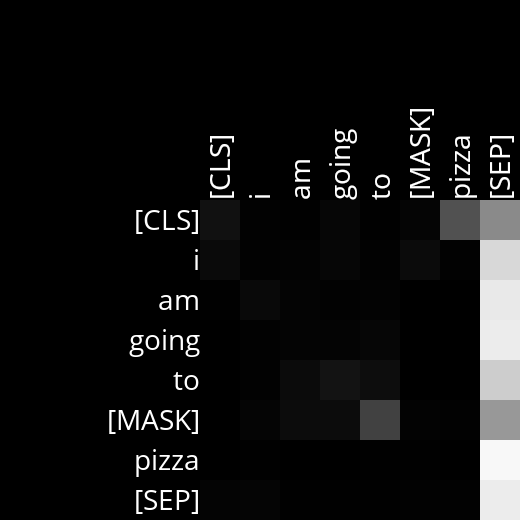 [CLS] i am going to [MASK] pizza [SEP]
[CLS]
i
am
going
to
[MASK]
pizza
[SEP]